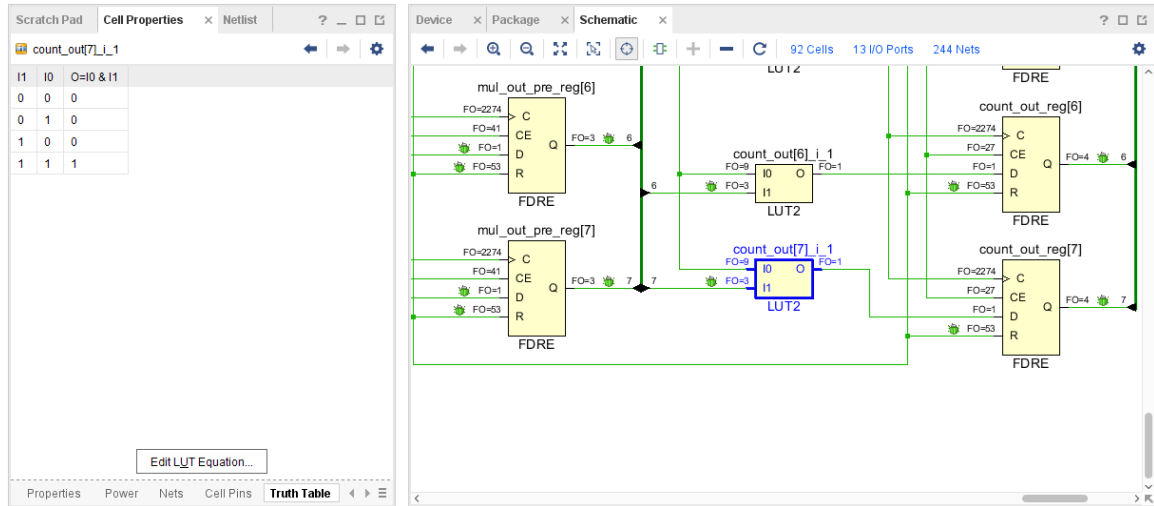 Scratch Pad Cell Properties × Netlist ? _
count_out[7]_i_1
I1 I0 O=I0 & I1
0 0 0
0 1 0
1 0 0
1 1 1
Edit LUT Equation...
Properties Power Nets Cell Pins Truth Table
Device × Package × Schematic × ?
92 Cells 13 I/O Ports 244 Nets
mul_out_pre_reg[6]
FO=2274
FO=41
FO=1
FO=53
C
CE
D
R
Q
FO=3 6
FDRE
mul_out_pre_reg[7]
FO=2274
FO=41
FO=1
FO=53
C
CE
D
R
Q
FO=3 7 7
FDRE
LUT2
6
count_out[6]_i_1
FO=9 I0 O FO=1
FO=3 I1
LUT2
count_out[7]_i_1
FO=9 I0 O FO=1
FO=3 I1
LUT2
FDRE
count_out_reg[6]
FO=2274
FO=27
FO=1
FO=53
C
CE
D
R
Q
FO=4 6
FDRE
count_out_reg[7]
FO=2274
FO=27
FO=1
FO=53
C
CE
D
R
Q
FO=4 7
FDRE